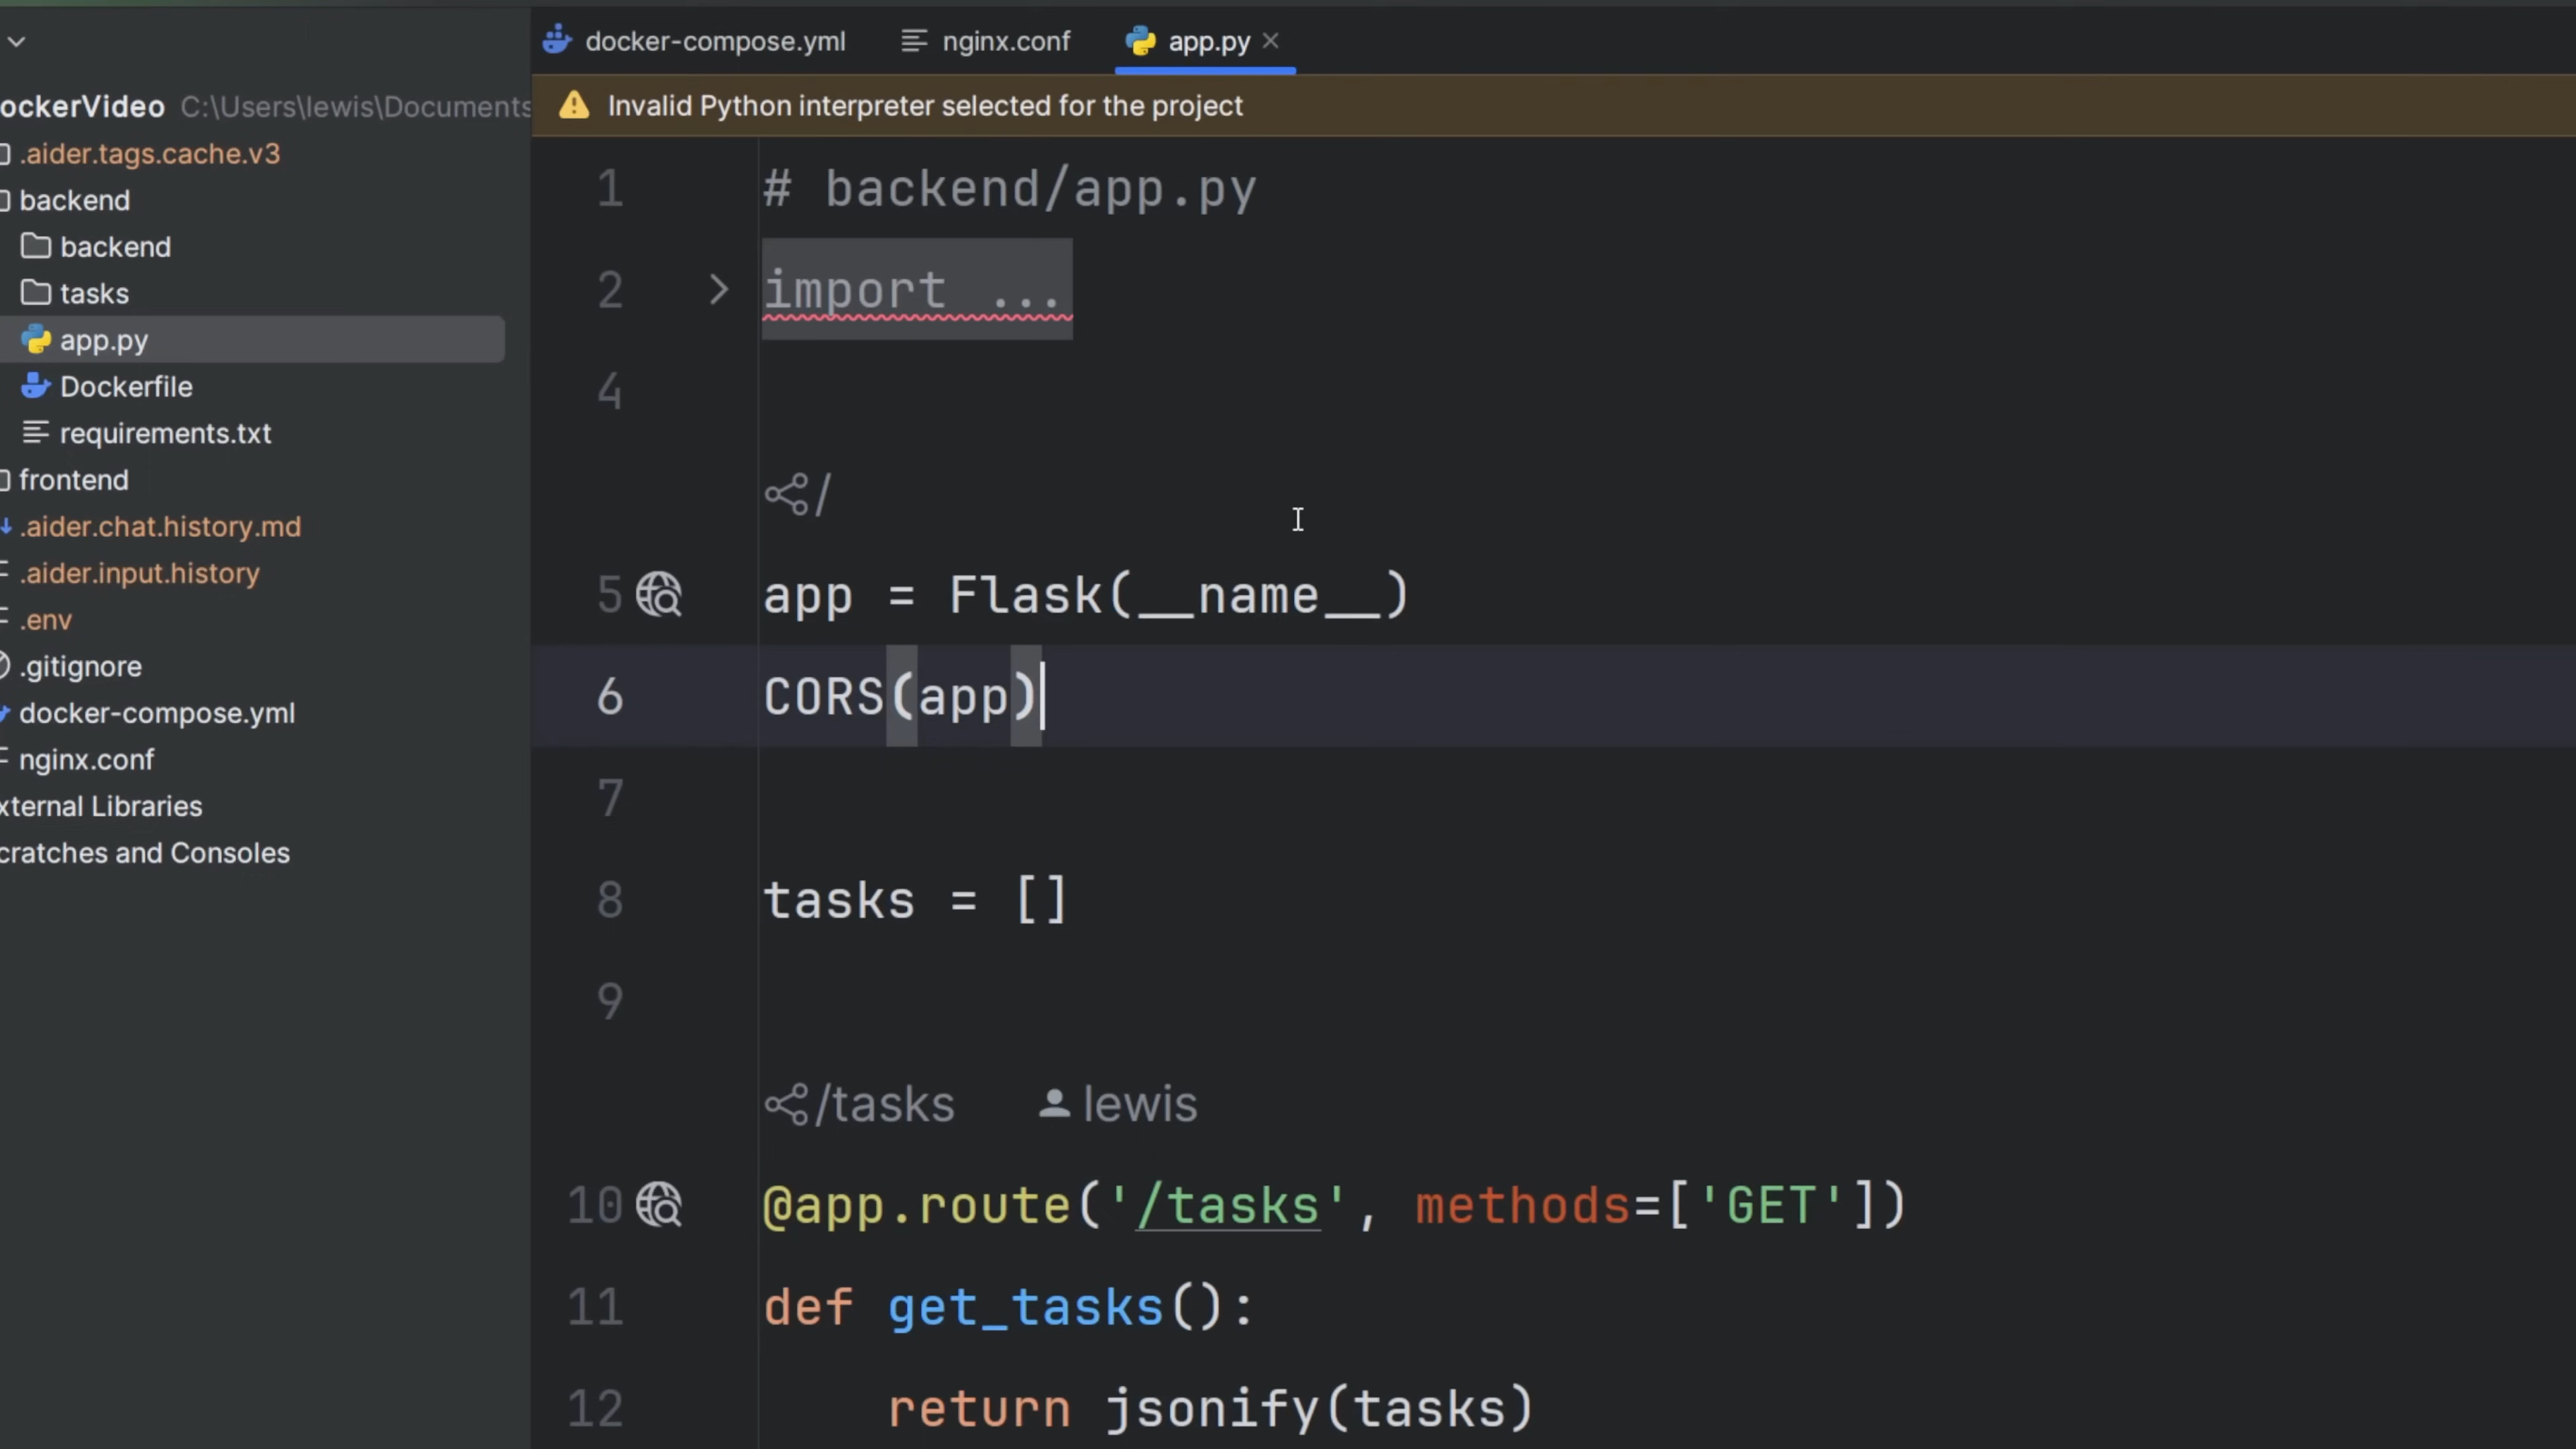 docker-compose.yml nginx.conf app.py
ockerVideo C:\Users\lewis\Documents
.aider.tags.cache.v3
backend
backend
tasks
app.py
Dockerfile
requirements.txt
frontend
.aider.chat.history.md
.aider.input.history
.env
.gitignore
docker-compose.yml
nginx.conf
xternal Libraries
cratches and Consoles
Invalid Python interpreter selected for the project
1 # backend/app.py
2 import ...
4
/
5 app = Flask(__name__)
6 CORS(app)
7
8 tasks = []
9
/tasks lewis
10 @app.route('/tasks', methods=['GET'])
11 def get_tasks():
12 return jsonify(tasks)